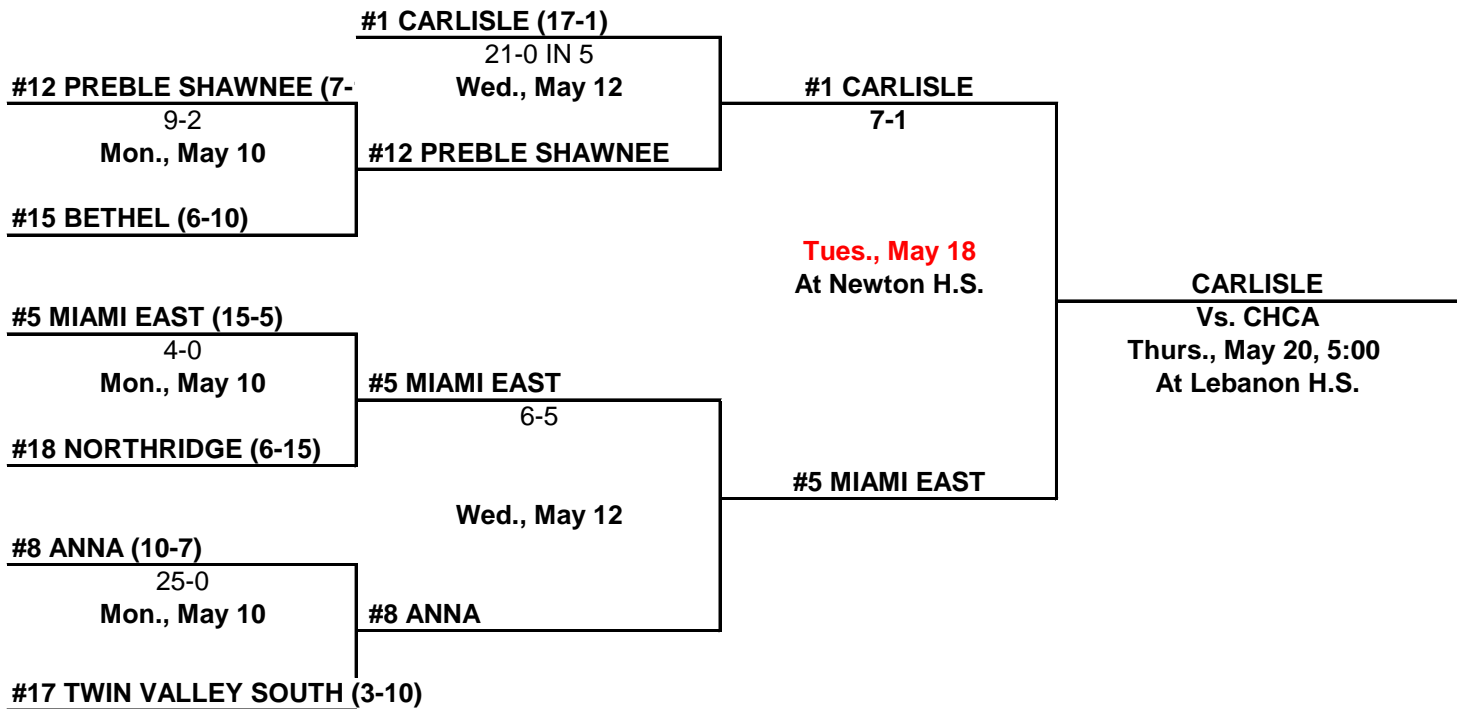 #1 CARLISLE (17-1)
21-0 IN 5
Wed., May 12
#12 PREBLE SHAWNEE (7-
9-2
Mon., May 10
#12 PREBLE SHAWNEE
#15 BETHEL (6-10)
#1 CARLISLE
7-1
Tues., May 18
At Newton H.S.
#5 MIAMI EAST (15-5)
4-0
Mon., May 10
#5 MIAMI EAST
6-5
#18 NORTHRIDGE (6-15)
Wed., May 12
#5 MIAMI EAST
#8 ANNA (10-7)
25-0
Mon., May 10
#8 ANNA
#17 TWIN VALLEY SOUTH (3-10)
CARLISLE
Vs. CHCA
Thurs., May 20, 5:00
At Lebanon H.S.